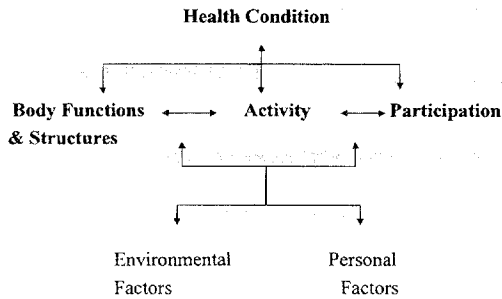 Health Condition
Body Functions Activity Participation
& Structures
Environmental Personal
Factors Factors